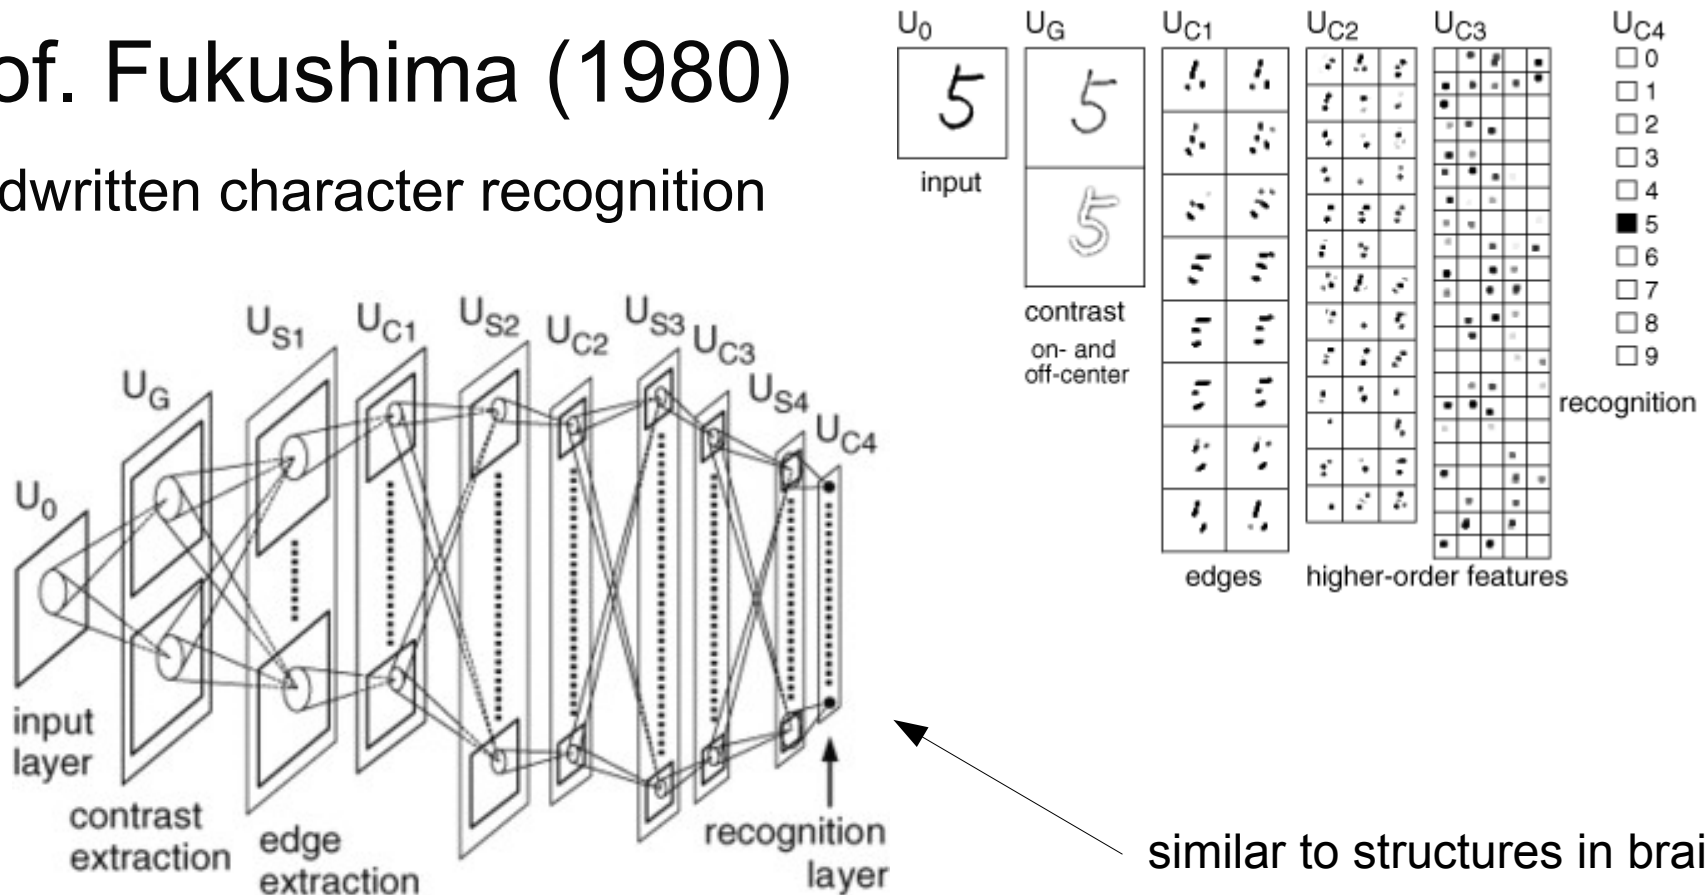 of. Fukushima (1980)
dwritten character recognition
U0
UG
UC1
UC2
UC3
UC4
5
5
5
input
contrast
on- and
off-center
edges
higher-order features
0
1
2
3
4
5
6
7
8
9
recognition
U0
UG
US1
UC1
US2
UC2
US3
UC3
US4
UC4
input
layer
contrast
extraction
edge
extraction
recognition
layer
similar to structures in brai